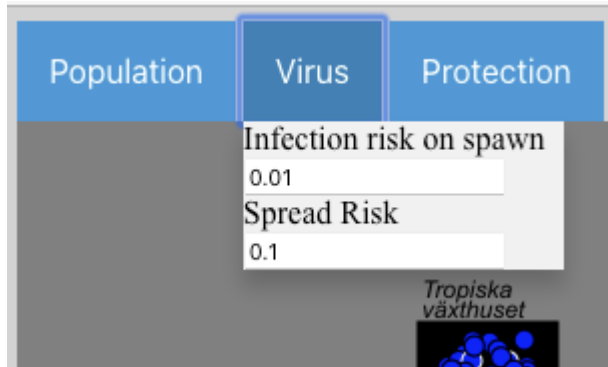 Population Virus Protection
Infection risk on spawn
0.01
Spread Risk
0.1
Tropiska
växthuset